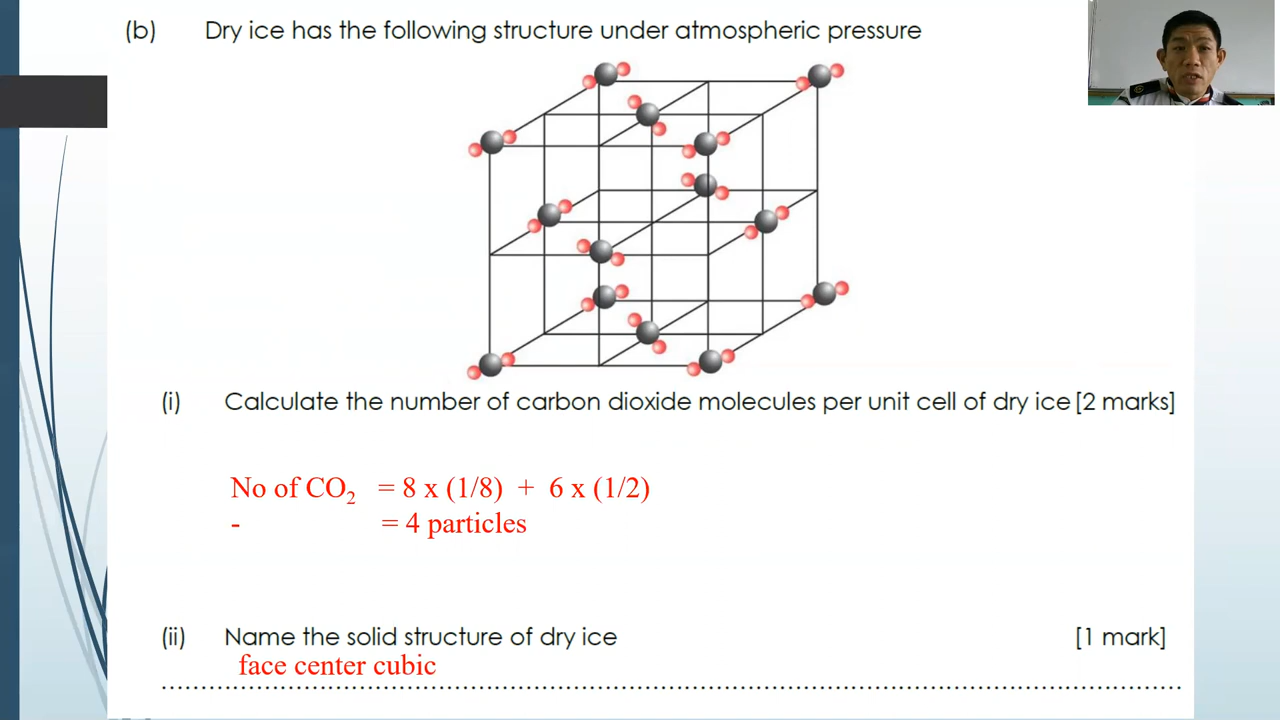 (b) Dry ice has the following structure under atmospheric pressure
(i) Calculate the number of carbon dioxide molecules per unit cell of dry ice [2 marks]
No of CO₂ = 8 x (1/8) + 6 x (1/2)
- = 4 particles
(ii) Name the solid structure of dry ice [1 mark]
face center cubic